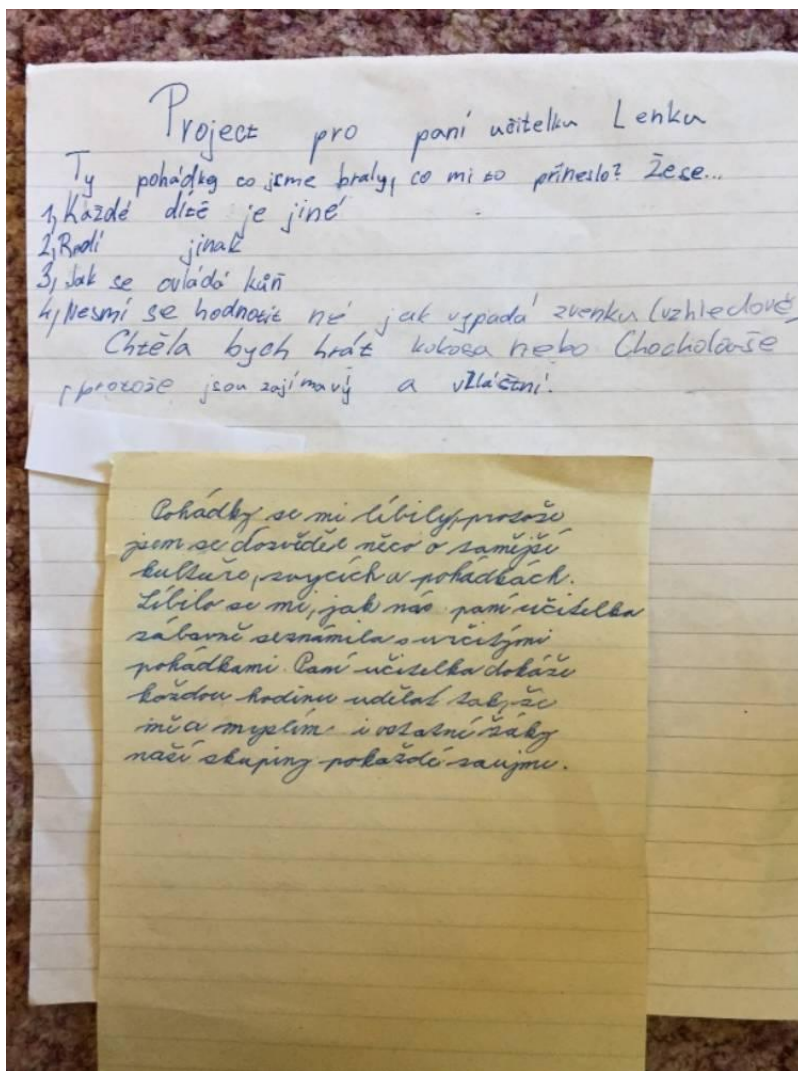 Project pro paní učitelku Lenku
Ty pohádky co jsme braly, co mi to přineslo? Že se...
1, Každé dítě je jiné
2, Rodí jinak
3, Jak se ovládá kůň
4, Nesmí se hodnotit né jak vypadá zvenku (vzhledově)
Chtěla bych hrát kokosa nebo Chocholouše
, protože jsou zajímavý a vzláštní.
Pohádky se mi líbily, protože
jsem se dozvěděl něco o tamější
kultuře, zvycích a pohádkách.
Líbilo se mi, jak nás paní učitelka
zábavně seznámila s určitými
pohádkami. Paní učitelka dokáže
každou hodinu udělat tak, že
mě a myslím i ostatní žáky
naší skupiny pokaždé zaujme.